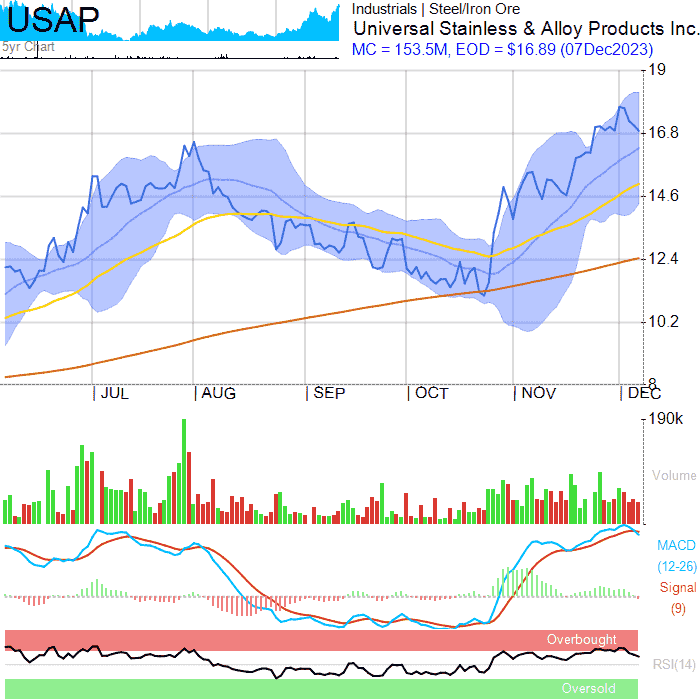 USAP
5yr Chart
Industrials | Steel/Iron Ore
Universal Stainless & Alloy Products Inc.
MC = 153.5M, EOD = $16.89 (07Dec2023)
19
16.8
14.6
12.4
10.2
8
JUL AUG SEP OCT NOV DEC
190k
Volume
MACD
(12-26)
Signal
(9)
Overbought
RSI(14)
Oversold